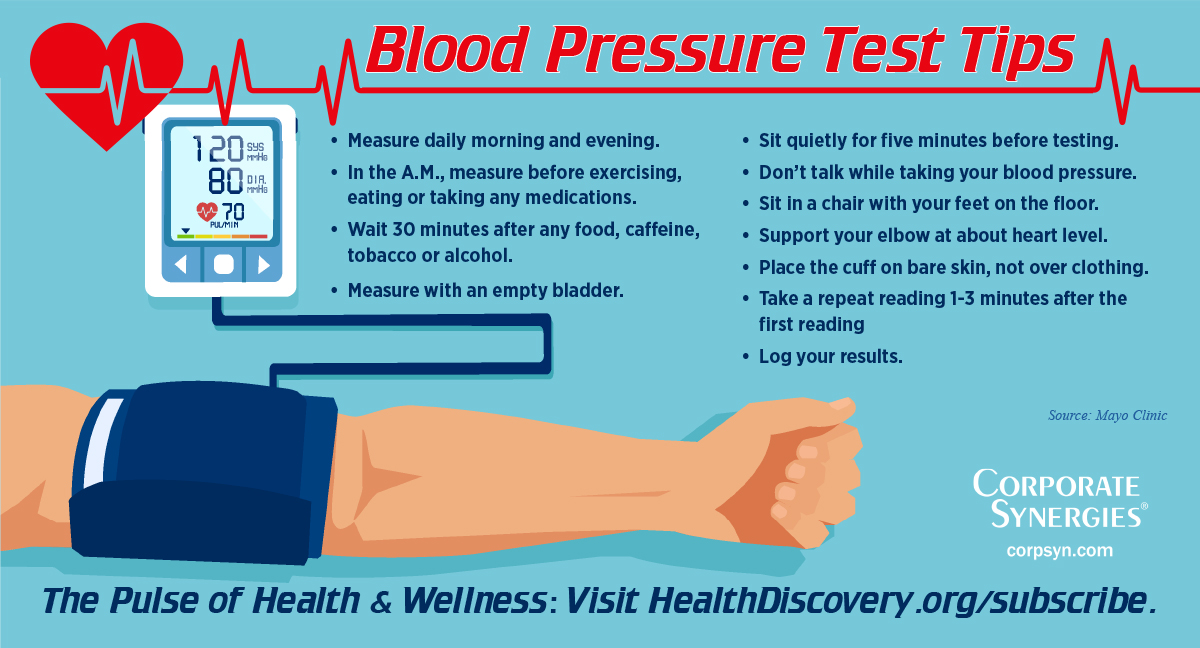 Blood Pressure Test Tips
120 SYS mmHg
80 DIA. mmHg
70
PUL/MIN
• Measure daily morning and evening.
• In the A.M., measure before exercising,
eating or taking any medications.
• Wait 30 minutes after any food, caffeine,
tobacco or alcohol.
• Measure with an empty bladder.
• Sit quietly for five minutes before testing.
• Don’t talk while taking your blood pressure.
• Sit in a chair with your feet on the floor.
• Support your elbow at about heart level.
• Place the cuff on bare skin, not over clothing.
• Take a repeat reading 1-3 minutes after the
first reading
• Log your results.
Source: Mayo Clinic
CORPORATE
SYNERGIES®
corpsyn.com
The Pulse of Health & Wellness: Visit HealthDiscovery.org/subscribe.